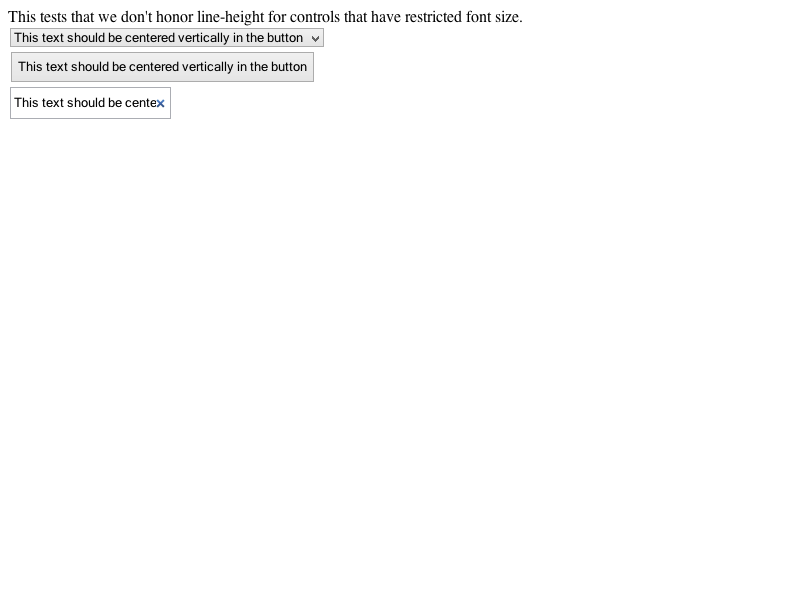 This tests that we don't honor line-height for controls that have restricted font size.
This text should be centered vertically in the button
This text should be centered vertically in the button
This text should be cente